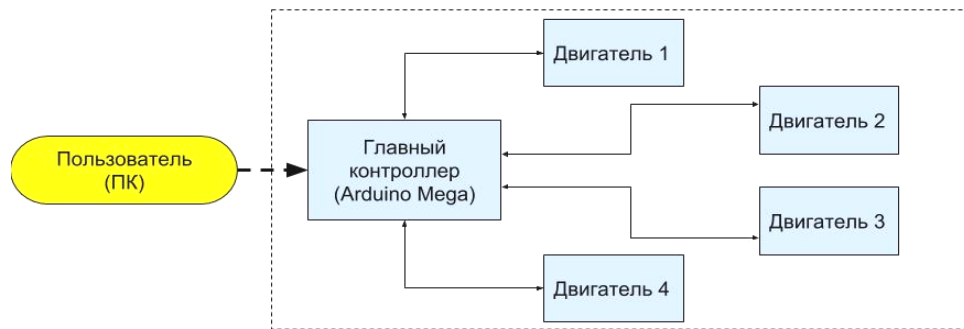 Двигатель 1
Двигатель 2
Пользователь
(ПК)
Главный
контроллер
(Arduino Mega)
Двигатель 3
Двигатель 4